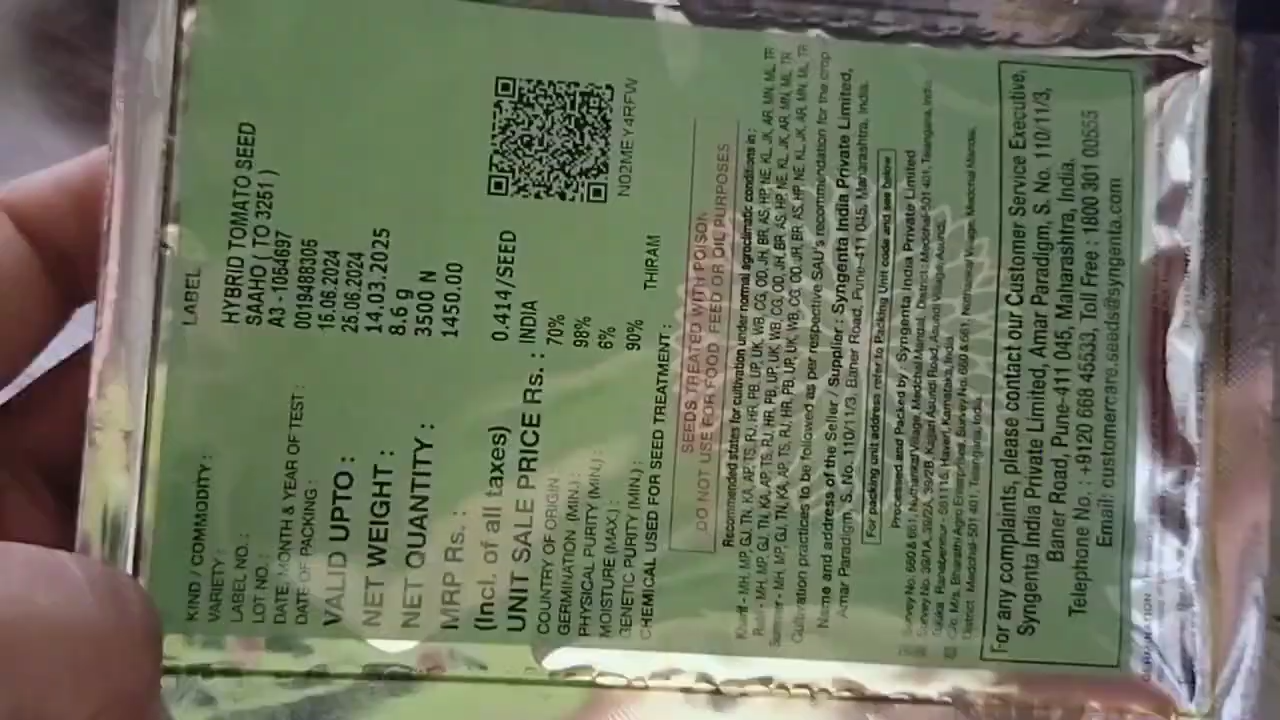 LABEL
KIND / COMMODITY : HYBRID TOMATO SEED
VARIETY : SAAHO ( TO 3251 )
LABEL NO. : A3 - 1054697
LOT NO. : 0019488305
DATE/MONTH & YEAR OF TEST : 16.06.2024
DATE OF PACKING : 25.06.2024
VALID UPTO : 14.03.2025
NET WEIGHT : 8.6 g
NET QUANTITY : 3500 N
MRP Rs. : 1450.00
(Incl. of all taxes)
UNIT SALE PRICE Rs. : 0.414/SEED
COUNTRY OF ORIGIN : INDIA
GERMINATION (MIN.) : 70%
PHYSICAL PURITY (MIN.) : 98%
MOISTURE (MAX.) : 6%
GENETIC PURITY (MIN.) : 90%
CHEMICAL USED FOR SEED TREATMENT : THIRAM
N02MEY4RFW
SEEDS TREATED WITH POISON
DO NOT USE FOR FOOD FEED OR OIL PURPOSES
Recommended states for cultivation under normal agroclimatic conditions in :
Kharif - MH, MP, GJ, TN, KA, AP, TS, RJ, HR, PB, UP, UK, WB, CG, OD, JH, BR, AS, HP, NE, KL, JK, AR, MN, ML, TR
Rabi - MH, MP, GJ, TN, KA, AP, TS, RJ, HR, PB, UP, UK, WB, CG, OD, JH, BR, AS, HP, NE, KL, JK, AR, MN, ML, TR
Summer - MH, MP, GJ, TN, KA, AP, TS, RJ, HR, PB, UP, UK, WB, CG, OD, JH, BR, AS, HP, NE, KL, JK, AR, MN, ML, TR
Cultivation practices to be followed as per respective SAU's recommendation for the crop
Name and address of the Seller / Supplier : Syngenta India Private Limited,
Amar Paradigm, S. No. 110/11/3, Baner Road, Pune-411 045, Maharashtra, India.
For packing unit address refer to Packing Unit code and see below
Processed and Packed by : Syngenta India Private Limited
Survey No. 660 & 661, Nuthankal Village, Medchal Mandal, District: Medchal-501 401, Telangana, India.
Survey No. 39/1A, 39/2A, 39/2B, Kajjari Asundi Road, Asundi Village Asundi,
Taluka Ranebennur - 581115, Haveri, Karnataka, India.
C/o M/s. Bharathi Agro Enterprises, Survey No. 660 & 661, Nuthankal Village, Medchal Mandal,
District Medchal-501 401, Telangana, India.
For any complaints, please contact our Customer Service Executive,
Syngenta India Private Limited, Amar Paradigm, S. No. 110/11/3,
Baner Road, Pune-411 045, Maharashtra, India.
Telephone No. : +9120 668 45533, Toll Free : 1800 301 00555
Email: customercare.seeds@syngenta.com